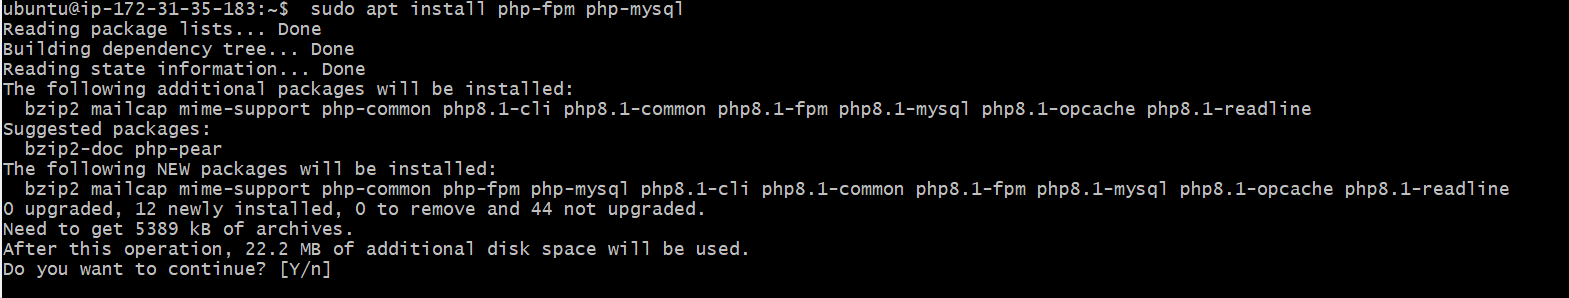 ubuntu@ip-172-31-35-183:~$  sudo apt install php-fpm php-mysql
Reading package lists... Done
Building dependency tree... Done
Reading state information... Done
The following additional packages will be installed:
  bzip2 mailcap mime-support php-common php8.1-cli php8.1-common php8.1-fpm php8.1-mysql php8.1-opcache php8.1-readline
Suggested packages:
  bzip2-doc php-pear
The following NEW packages will be installed:
  bzip2 mailcap mime-support php-common php-fpm php-mysql php8.1-cli php8.1-common php8.1-fpm php8.1-mysql php8.1-opcache php8.1-readline
0 upgraded, 12 newly installed, 0 to remove and 44 not upgraded.
Need to get 5389 kB of archives.
After this operation, 22.2 MB of additional disk space will be used.
Do you want to continue? [Y/n]